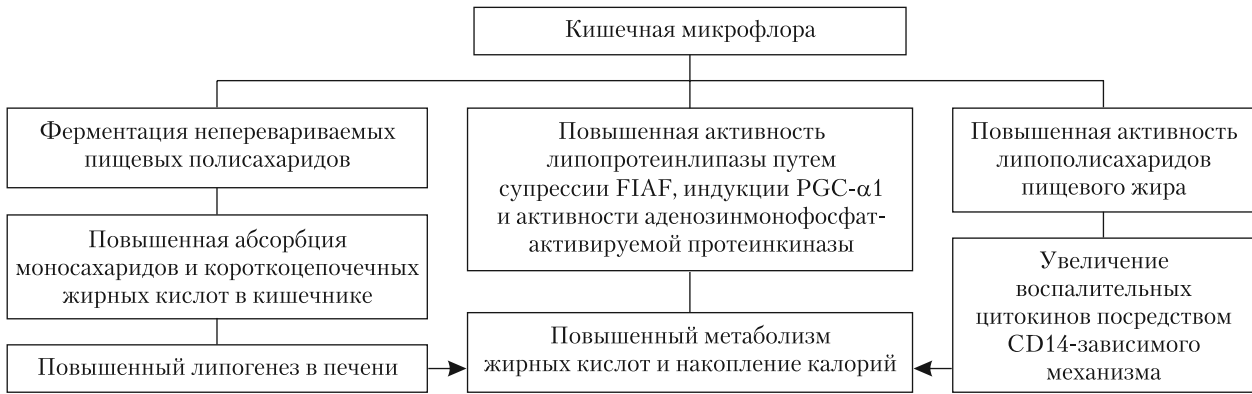 Кишечная микрофлора
Ферментация неперевариваемых
пищевых полисахаридов
Повышенная абсорбция
моносахаридов и короткоцепочечных
жирных кислот в кишечнике
Повышенный липогенез в печени
Повышенная активность
липопротеинлипазы путем
супрессии FIAF, индукции PGC-α1
и активности аденозинмонофосфат-
активируемой протеинкиназы
Повышенный метаболизм
жирных кислот и накопление калорий
Повышенная активность
липополисахаридов
пищевого жира
Увеличение
воспалительных
цитокинов посредством
CD14-зависимого
механизма